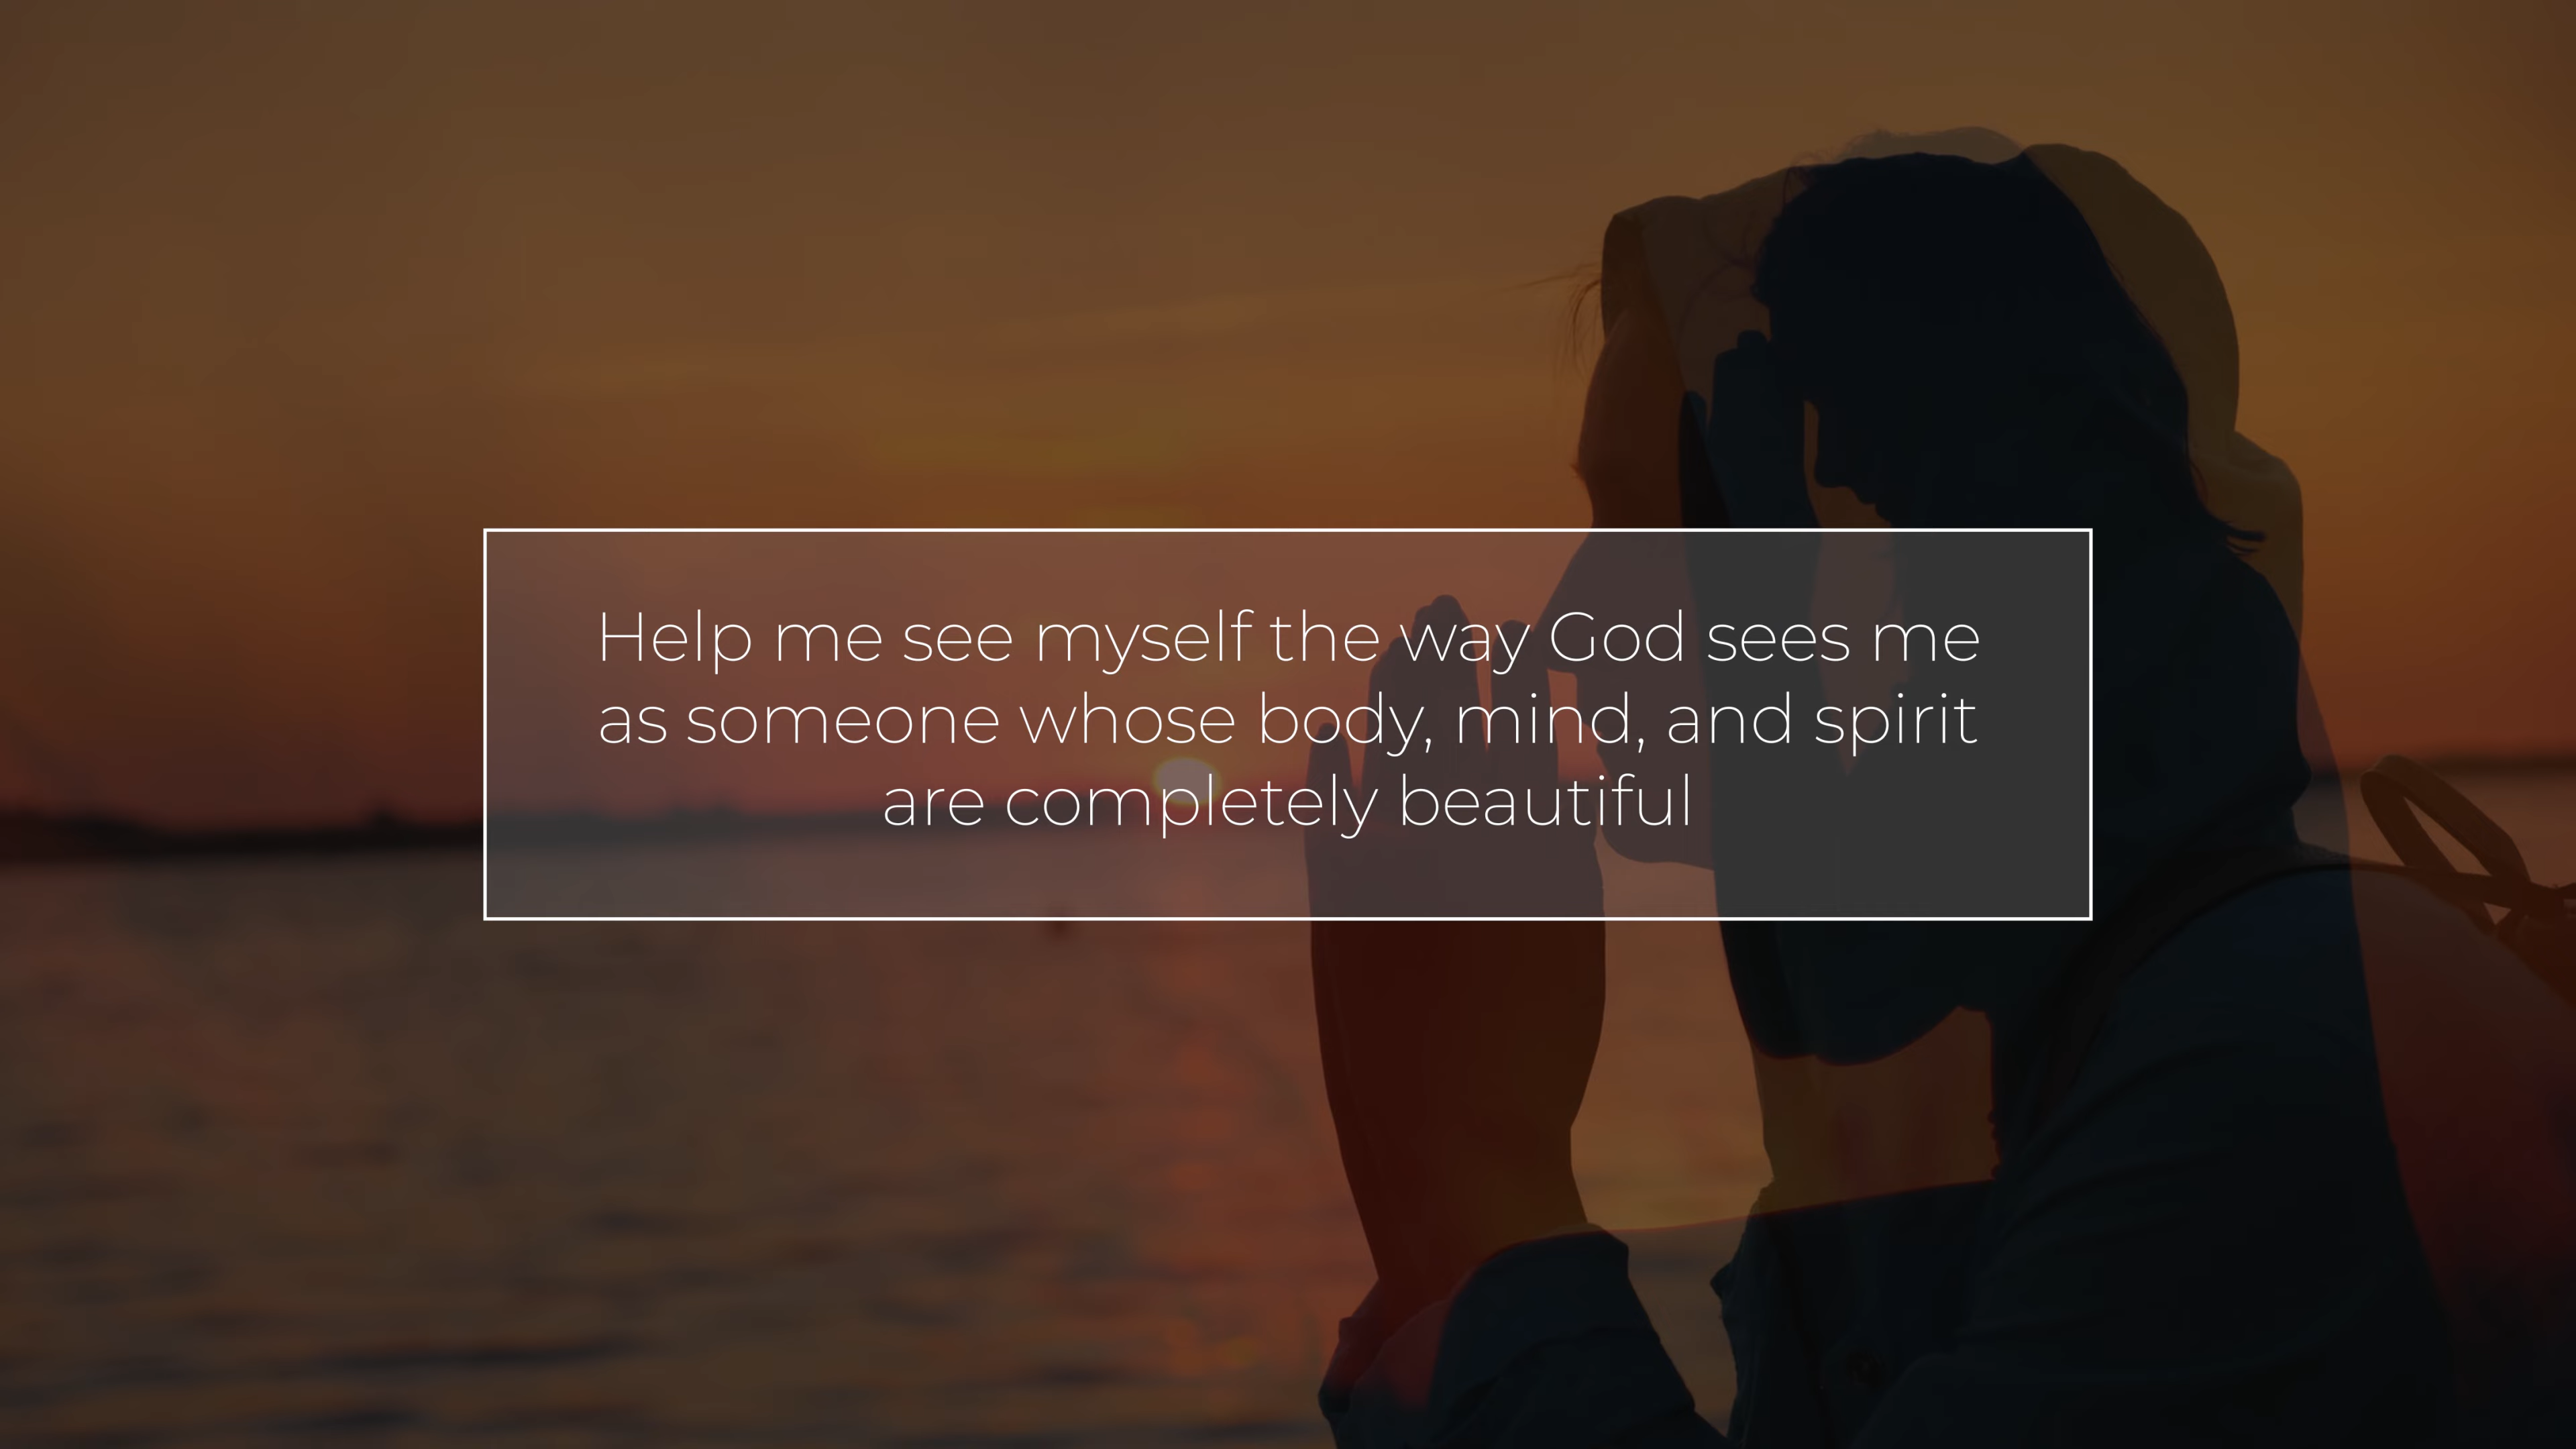 Help me see myself the way God sees me
as someone whose body, mind, and spirit
are completely beautiful